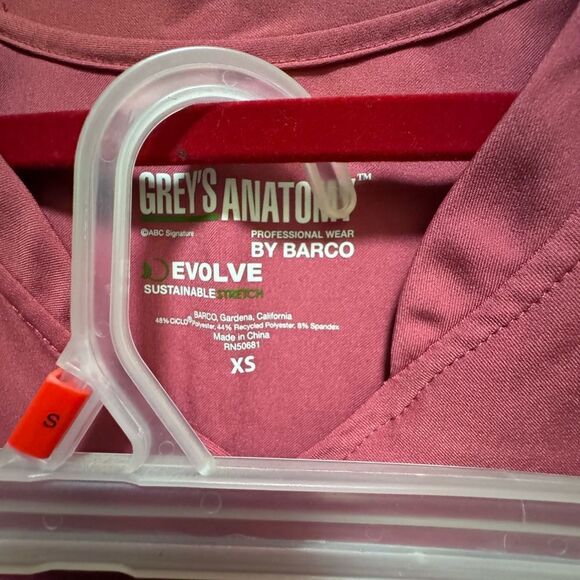 GREY'S ANATOMY™
©ABC Signature
PROFESSIONAL WEAR
BY BARCO
EVOLVE
SUSTAINABLE STRETCH
BARCO, Gardena, California
48% CiCLO® Polyester, 44% Recycled Polyester, 8% Spandex
Made in China
RN50681
XS
S